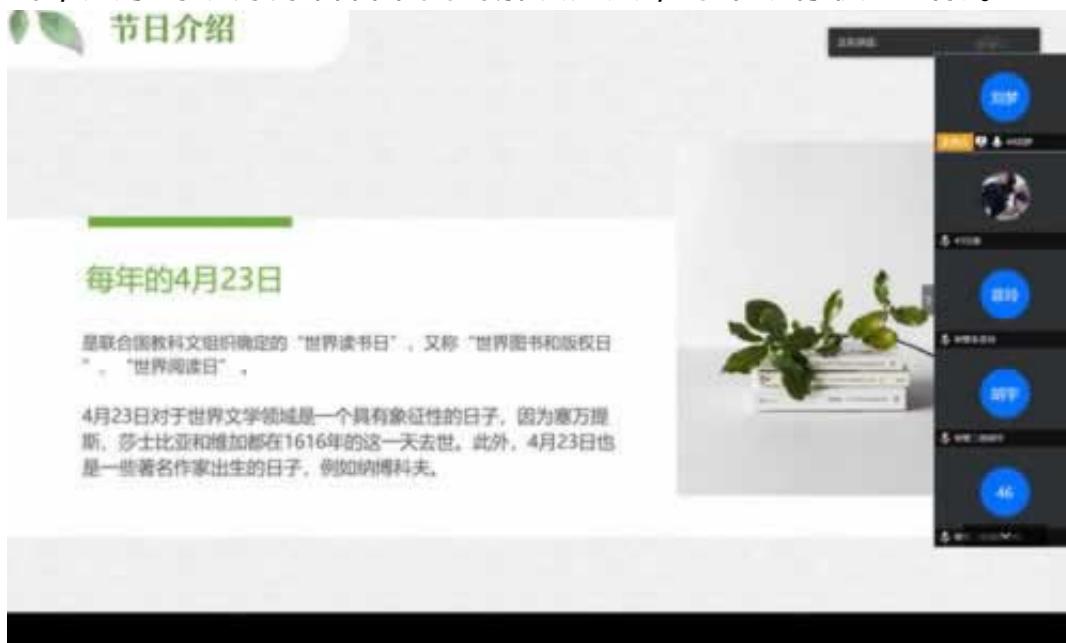 节日介绍
每年的4月23日
是联合国教科文组织确定的“世界读书日”，又称“世界图书和版权日
”、“世界阅读日”。
4月23日对于世界文学领域是一个具有象征性的日子，因为塞万提
斯、莎士比亚和维加都在1616年的这一天去世。此外，4月23日也
是一些著名作家出生的日子，例如纳博科夫。
刘梦
胡宇
46